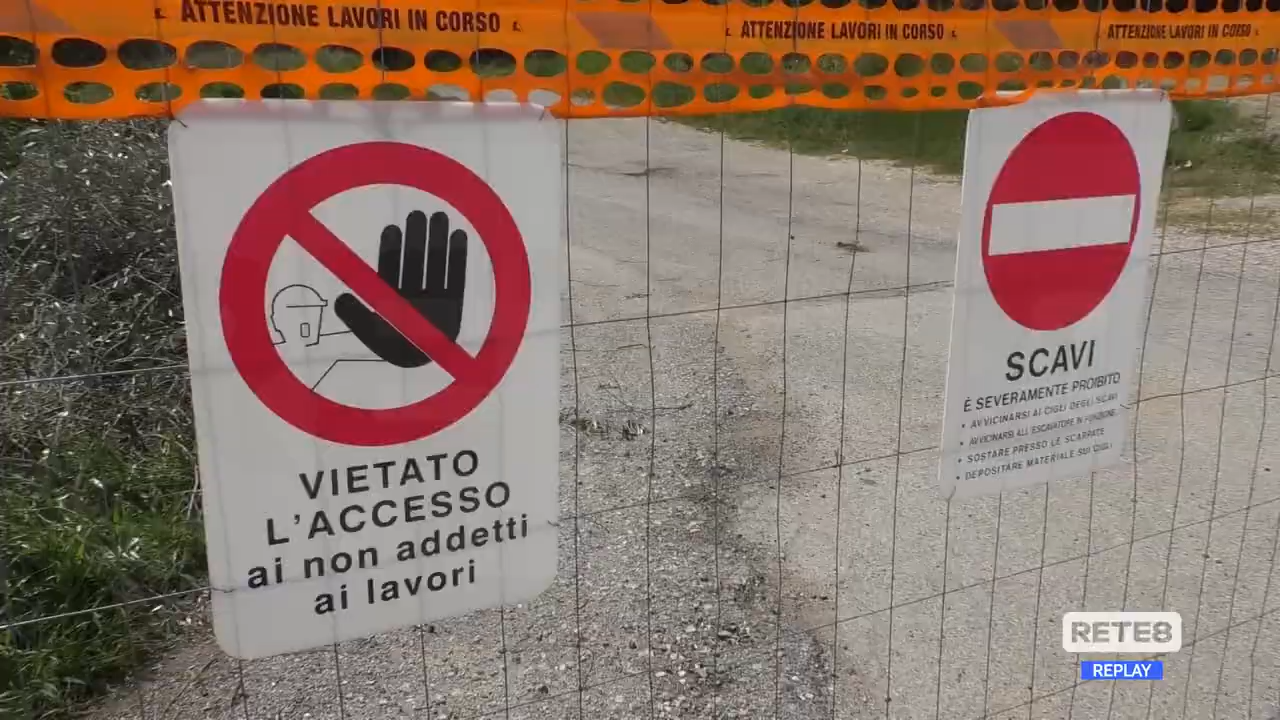 ATTENZIONE LAVORI IN CORSO
ATTENZIONE LAVORI IN CORSO
ATTENZIONE LAVORI IN CORSO
VIETATO
L'ACCESSO
ai non addetti
ai lavori
SCAVI
È SEVERAMENTE PROIBITO
• AVVICINARSI AI CIGLI DEGLI SCAVI
• AVVICINARSI ALL'ESCAVATORE IN FUNZIONE
• SOSTARE PRESSO LE SCARPATE
• DEPOSITARE MATERIALE SUI CIGLI
RETE8
REPLAY